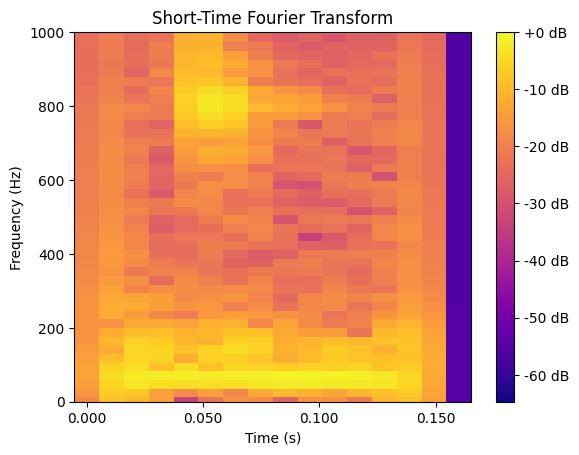 Short-Time Fourier Transform
Frequency (Hz)
1000
800
600
400
200
0
0.000
0.050
0.100
0.150
Time (s)
+0 dB
-10 dB
-20 dB
-30 dB
-40 dB
-50 dB
-60 dB